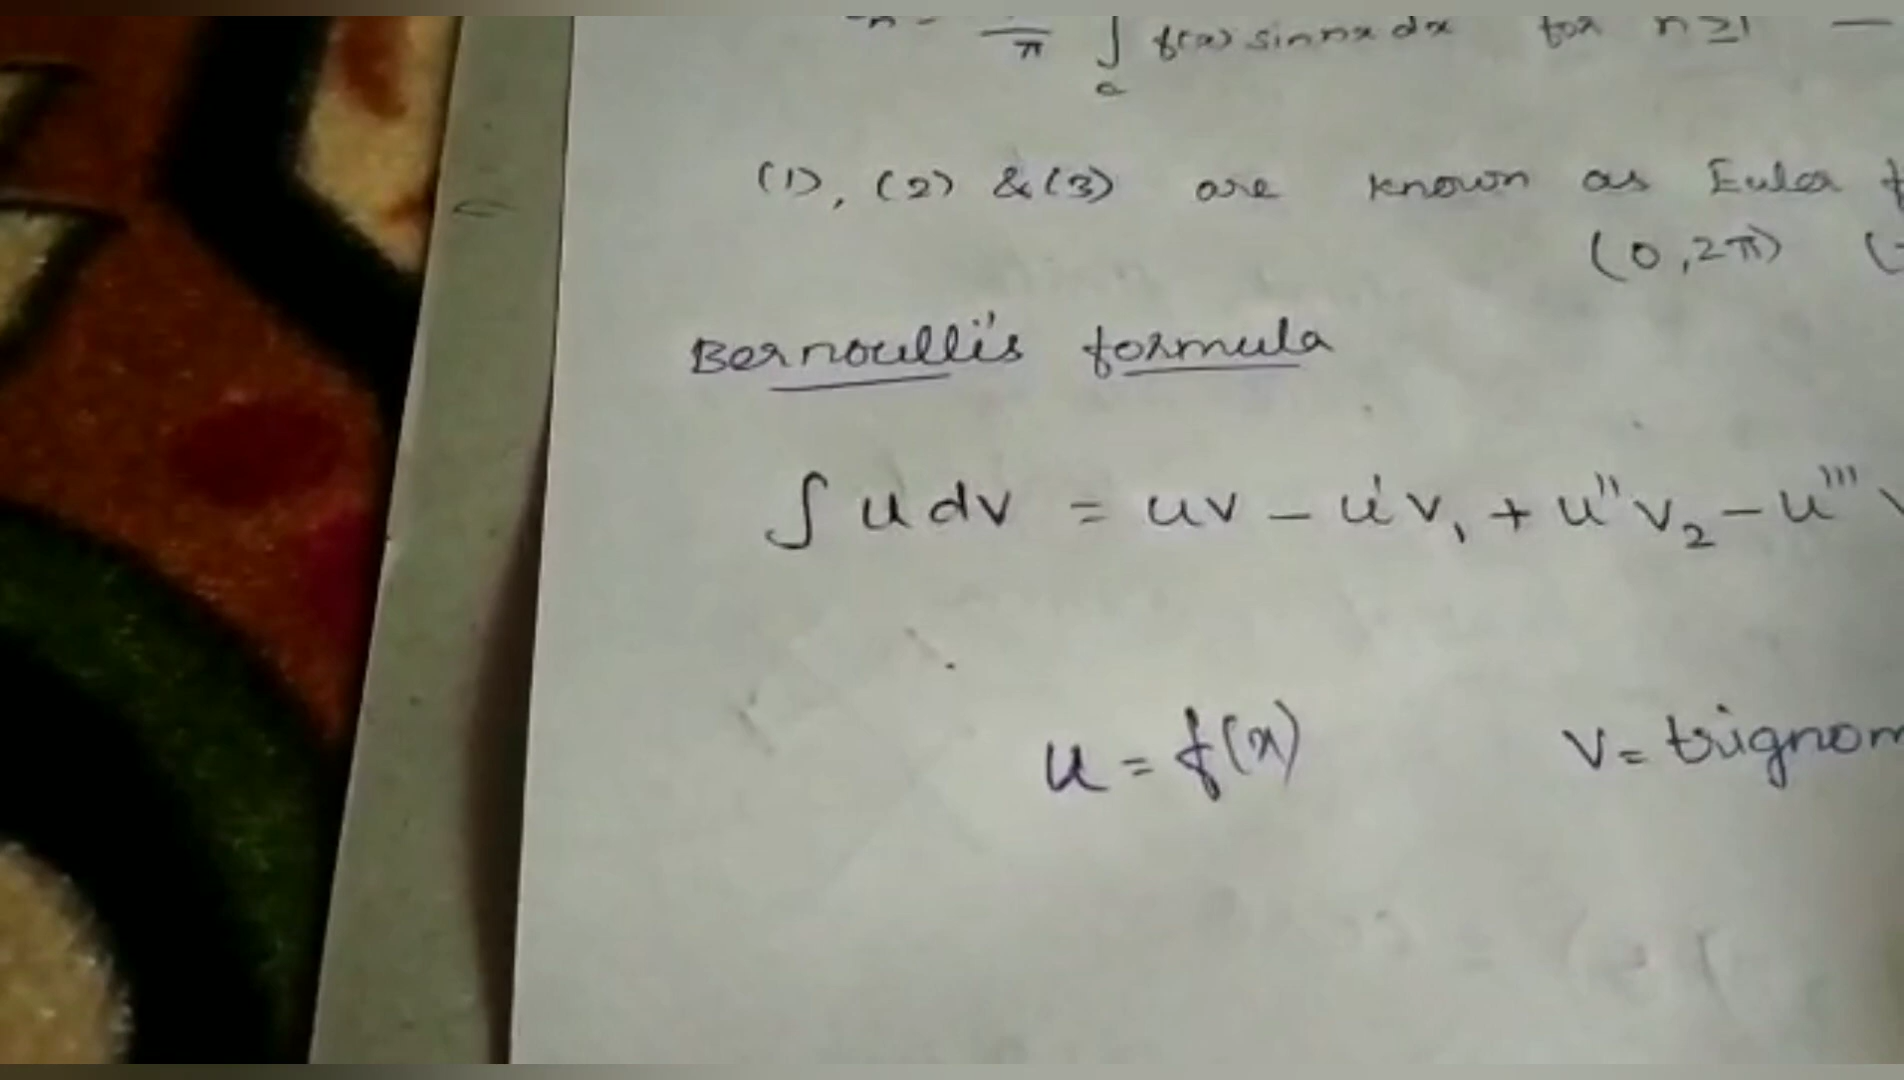 π ∫ f(x) sin nx dx for n ≥ 1 —
(1), (2) & (3) are known as Euler
(0, 2π) (
Bernoulli's formula
∫ u dv = uv - u'v₁ + u''v₂ - u'''
u = f(x) v = trignom